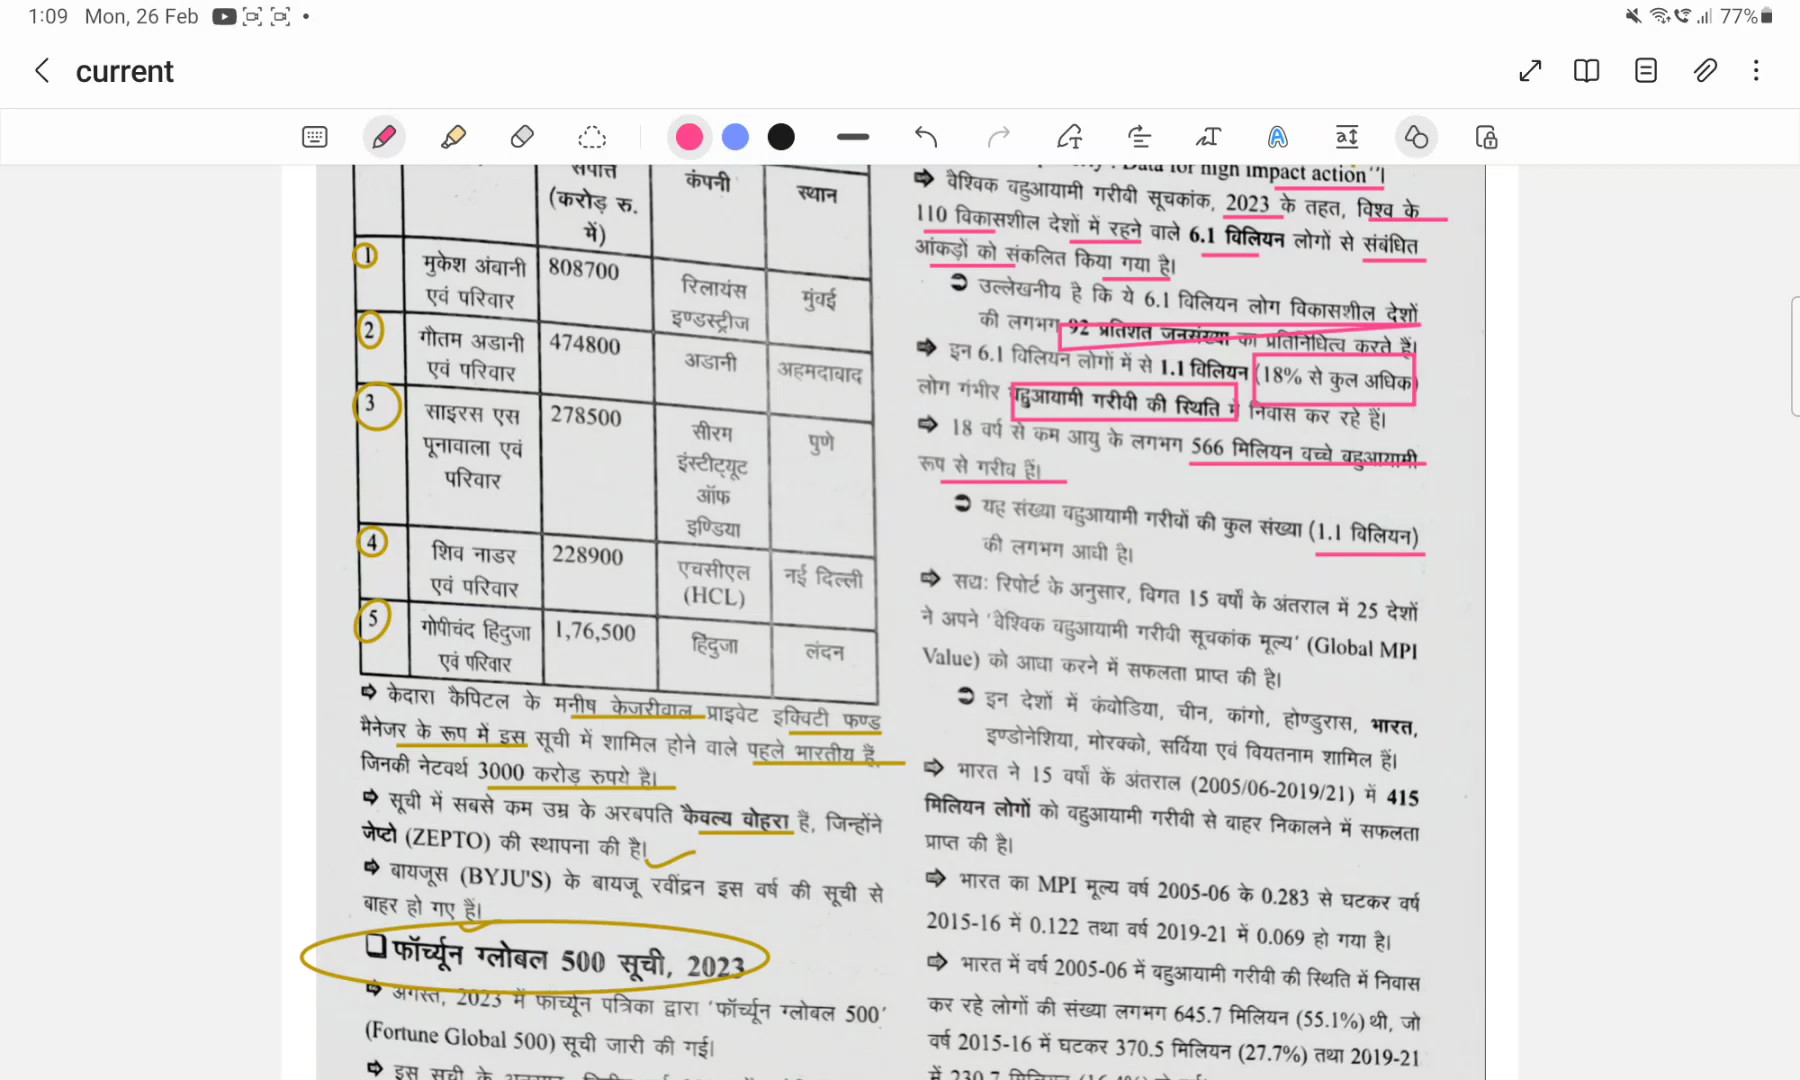 1:09 Mon, 26 Feb
77%
current
संपत्ति
(करोड़ रु.
में)
कंपनी
स्थान
1
मुकेश अंबानी
एवं परिवार
808700
रिलायंस
इण्डस्ट्रीज
मुंबई
2
गौतम अडानी
एवं परिवार
474800
अडानी
अहमदाबाद
3
साइरस एस
पूनावाला एवं
परिवार
278500
सीरम
इंस्टीट्यूट
ऑफ
इण्डिया
पुणे
4
शिव नाडर
एवं परिवार
228900
एचसीएल
(HCL)
नई दिल्ली
5
गोपीचंद हिंदुजा
एवं परिवार
1,76,500
हिंदुजा
लंदन
⇨ केदारा कैपिटल के मनीष केजरीवाल प्राइवेट इक्विटी फण्ड
मैनेजर के रूप में इस सूची में शामिल होने वाले पहले भारतीय हैं,
जिनकी नेटवर्थ 3000 करोड़ रुपये है।
⇨ सूची में सबसे कम उम्र के अरबपति कैवल्य वोहरा हैं, जिन्होंने
जेप्टो (ZEPTO) की स्थापना की है।
⇨ बायजूस (BYJU'S) के बायजू रवींद्रन इस वर्ष की सूची से
बाहर हो गए हैं।
❑ फॉर्च्यून ग्लोबल 500 सूची, 2023
⇨ अगस्त, 2023 में फॉर्च्यून पत्रिका द्वारा 'फॉर्च्यून ग्लोबल 500'
(Fortune Global 500) सूची जारी की गई।
⇨ इस सूची के अनुसार,
Data for high impact action''।
⇨ वैश्विक बहुआयामी गरीबी सूचकांक, 2023 के तहत, विश्व के
110 विकासशील देशों में रहने वाले 6.1 विलियन लोगों से संबंधित
आंकड़ों को संकलित किया गया है।
⊃ उल्लेखनीय है कि ये 6.1 विलियन लोग विकासशील देशों
की लगभग 92 प्रतिशत जनसंख्या का प्रतिनिधित्व करते हैं।
⇨ इन 6.1 विलियन लोगों में से 1.1 विलियन (18% से कुल अधिक)
लोग गंभीर बहुआयामी गरीबी की स्थिति में निवास कर रहे हैं।
⇨ 18 वर्ष से कम आयु के लगभग 566 मिलियन बच्चे बहुआयामी
रूप से गरीब हैं।
⊃ यह संख्या बहुआयामी गरीबों की कुल संख्या (1.1 विलियन)
की लगभग आधी है।
⇨ सद्यः रिपोर्ट के अनुसार, विगत 15 वर्षों के अंतराल में 25 देशों
ने अपने 'वैश्विक बहुआयामी गरीबी सूचकांक मूल्य' (Global MPI
Value) को आधा करने में सफलता प्राप्त की है।
⊃ इन देशों में कंबोडिया, चीन, कांगो, होण्डुरास, भारत,
इण्डोनेशिया, मोरक्को, सर्विया एवं वियतनाम शामिल हैं।
⇨ भारत ने 15 वर्षों के अंतराल (2005/06-2019/21) में 415
मिलियन लोगों को बहुआयामी गरीबी से बाहर निकालने में सफलता
प्राप्त की है।
⇨ भारत का MPI मूल्य वर्ष 2005-06 के 0.283 से घटकर वर्ष
2015-16 में 0.122 तथा वर्ष 2019-21 में 0.069 हो गया है।
⇨ भारत में वर्ष 2005-06 में बहुआयामी गरीबी की स्थिति में निवास
कर रहे लोगों की संख्या लगभग 645.7 मिलियन (55.1%) थी, जो
वर्ष 2015-16 में घटकर 370.5 मिलियन (27.7%) तथा 2019-21
में 230.7 मिलियन (16.4%)